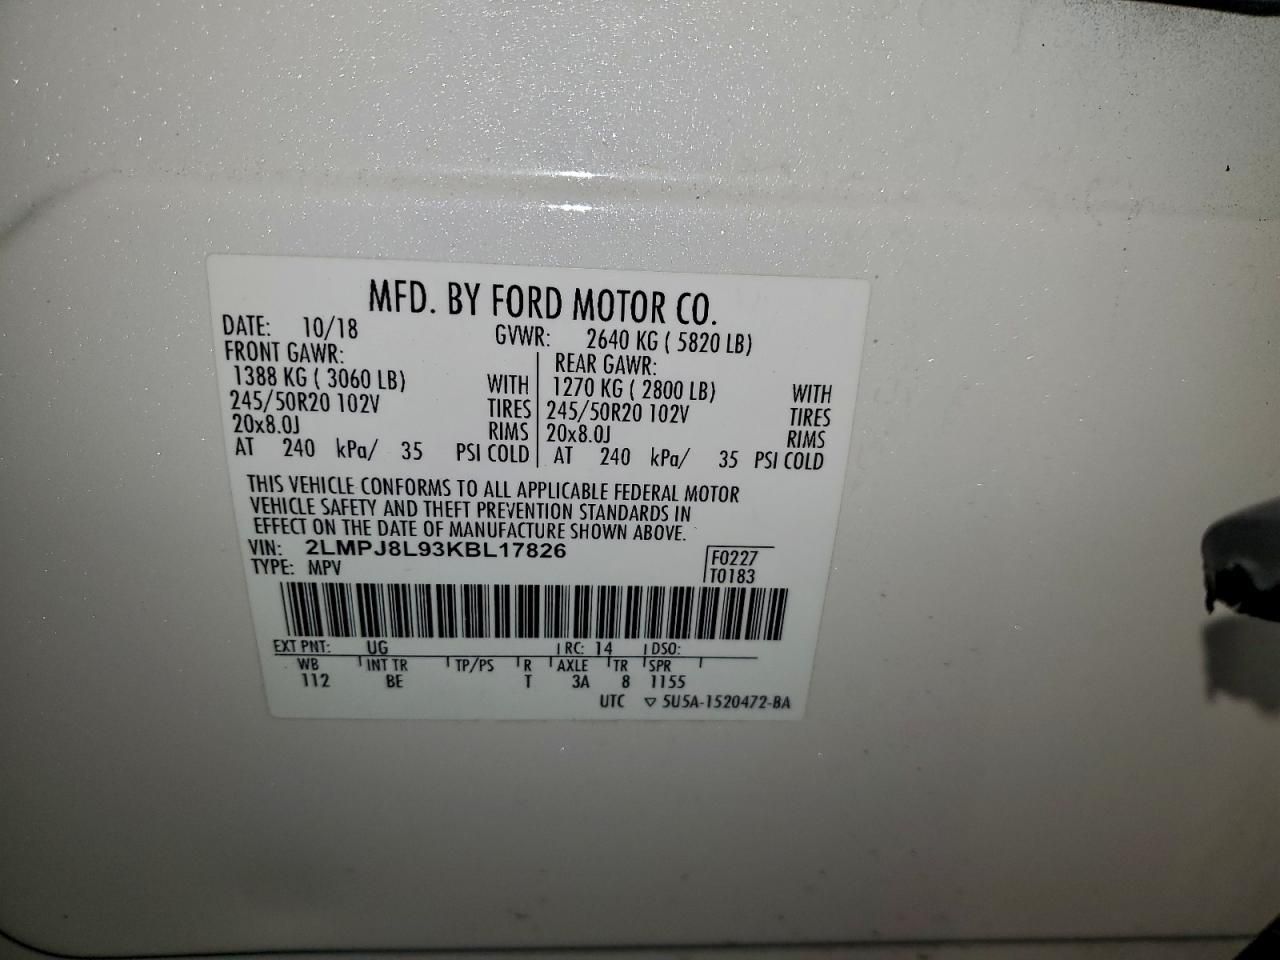 MFD. BY FORD MOTOR CO.
DATE: 10/18 GVWR: 2640 KG ( 5820 LB)
FRONT GAWR: REAR GAWR:
1388 KG ( 3060 LB) WITH 1270 KG ( 2800 LB) WITH
245/50R20 102V TIRES 245/50R20 102V TIRES
20x8.0J RIMS 20x8.0J RIMS
AT 240 kPa/ 35 PSI COLD AT 240 kPa/ 35 PSI COLD
THIS VEHICLE CONFORMS TO ALL APPLICABLE FEDERAL MOTOR
VEHICLE SAFETY AND THEFT PREVENTION STANDARDS IN
EFFECT ON THE DATE OF MANUFACTURE SHOWN ABOVE.
VIN: 2LMPJ8L93KBL17826
TYPE: MPV
F0227
T0183
EXT PNT: UG RC: 14 DSO:
WB INT TR TP/PS R AXLE TR SPR
112 BE T 3A 8 1155
UTC ▽ 5U5A-1520472-BA